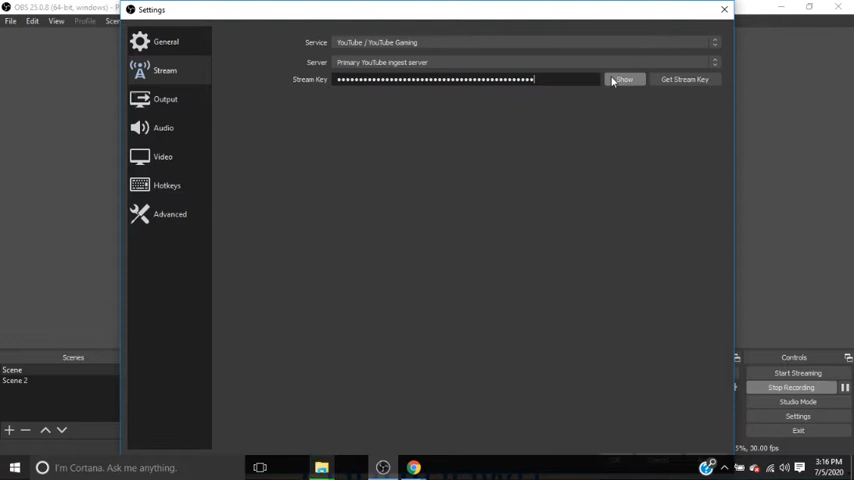 OBS 25.0.8 (64-bit, windows) - P
File Edit View Profile Scen
Settings
General
Stream
Output
Audio
Video
Hotkeys
Advanced
Service YouTube / YouTube Gaming
Server Primary YouTube ingest server
Stream Key Show Get Stream Key
Scenes
Scene
Scene 2
Controls
Start Streaming
Stop Recording
Studio Mode
Settings
Exit
5%, 30.00 fps
I'm Cortana. Ask me anything.
3:16 PM
7/5/2020